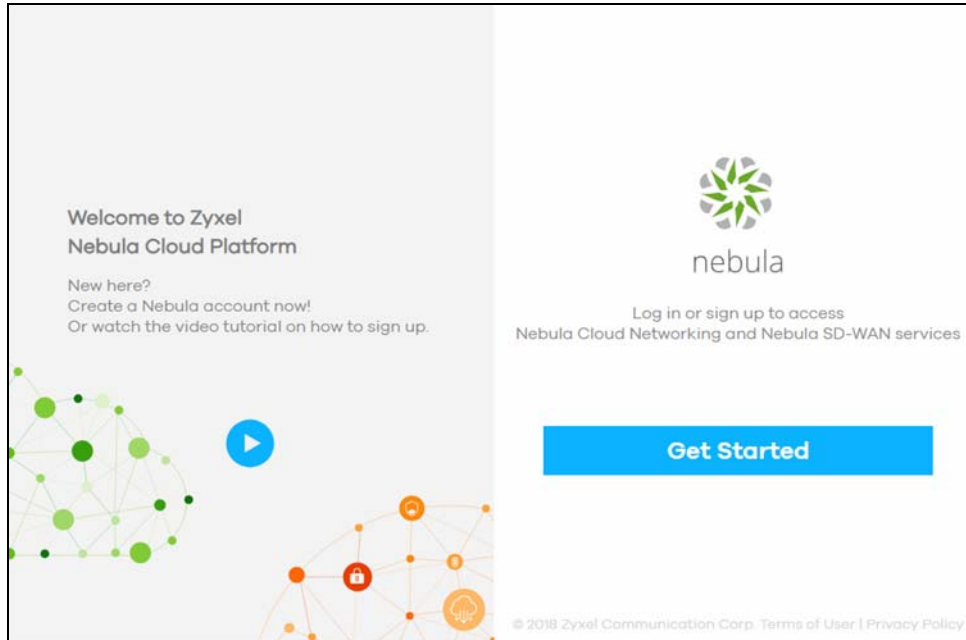 Welcome to Zyxel
Nebula Cloud Platform
New here?
Create a Nebula account now!
Or watch the video tutorial on how to sign up.
nebula
Log in or sign up to access
Nebula Cloud Networking and Nebula SD-WAN services
Get Started
© 2018 Zyxel Communication Corp. Terms of User | Privacy Policy